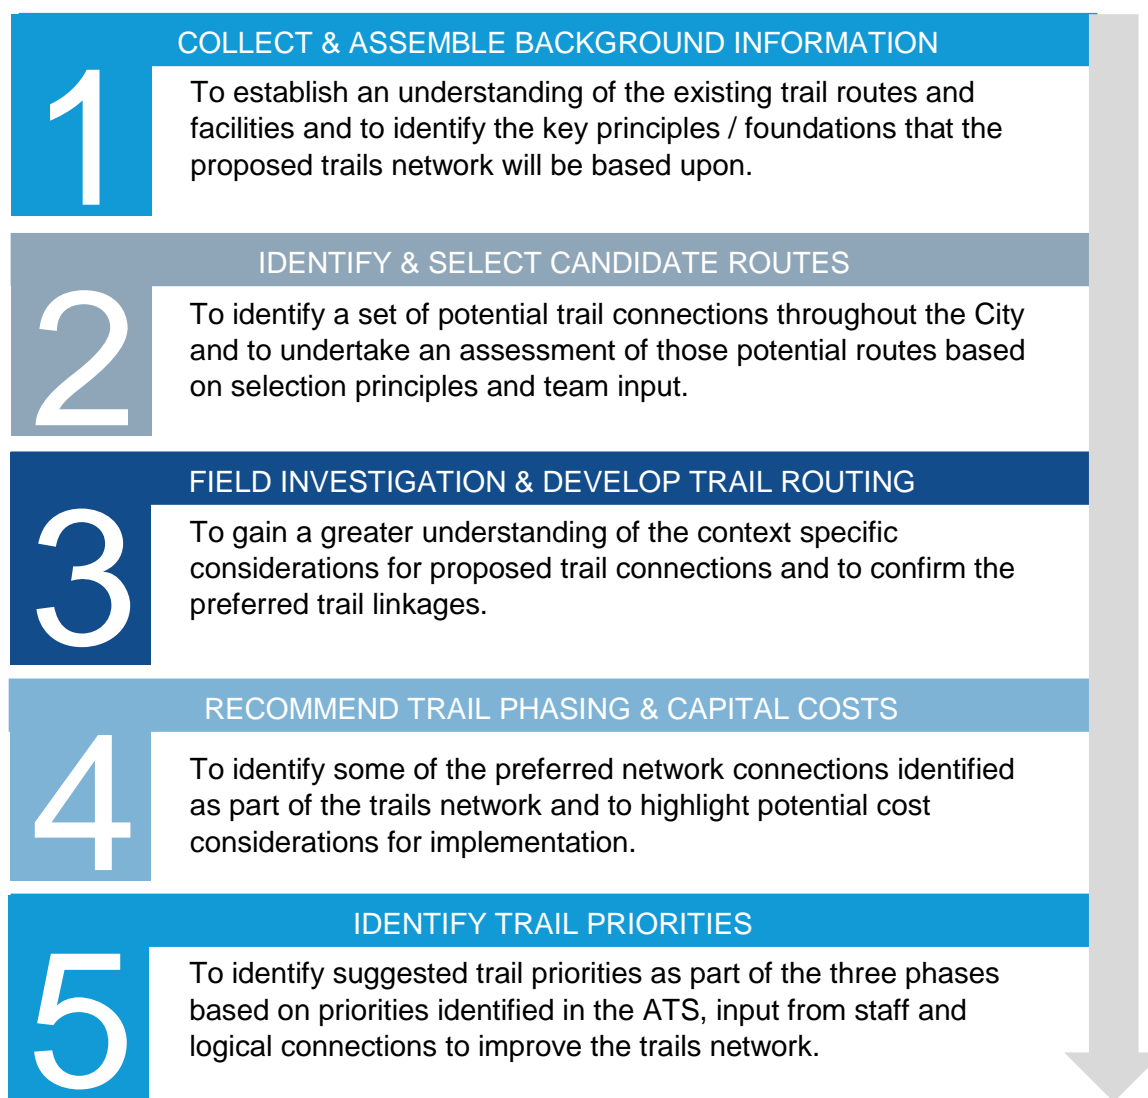 COLLECT & ASSEMBLE BACKGROUND INFORMATION
1
To establish an understanding of the existing trail routes and
facilities and to identify the key principles / foundations that the
proposed trails network will be based upon.
IDENTIFY & SELECT CANDIDATE ROUTES
2
To identify a set of potential trail connections throughout the City
and to undertake an assessment of those potential routes based
on selection principles and team input.
FIELD INVESTIGATION & DEVELOP TRAIL ROUTING
3
To gain a greater understanding of the context specific
considerations for proposed trail connections and to confirm the
preferred trail linkages.
RECOMMEND TRAIL PHASING & CAPITAL COSTS
4
To identify some of the preferred network connections identified
as part of the trails network and to highlight potential cost
considerations for implementation.
IDENTIFY TRAIL PRIORITIES
5
To identify suggested trail priorities as part of the three phases
based on priorities identified in the ATS, input from staff and
logical connections to improve the trails network.